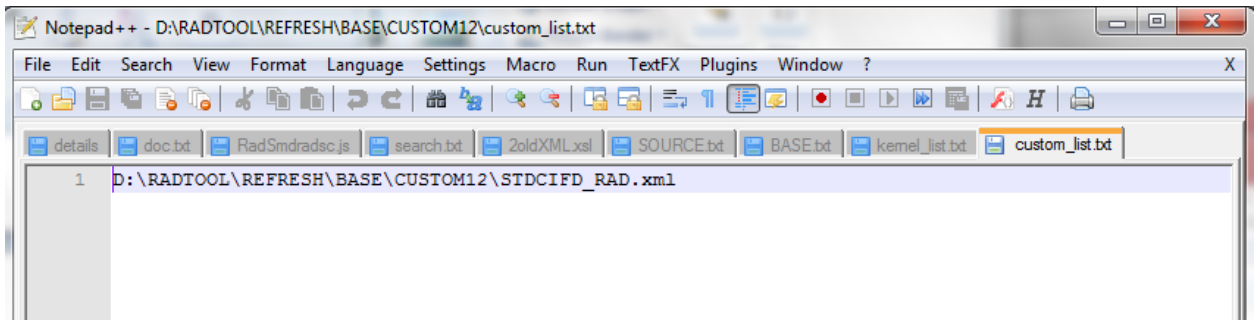 Notepad++ - D:\RADTOOL\REFRESH\BASE\CUSTOM12\custom_list.txt
File Edit Search View Format Language Settings Macro Run TextFX Plugins Window ? X
details doc.txt RadSmdradsc.js search.txt 2oldXML.xsl SOURCE.txt BASE.txt kernel_list.txt custom_list.txt
1 D:\RADTOOL\REFRESH\BASE\CUSTOM12\STDCIFD_RAD.xml